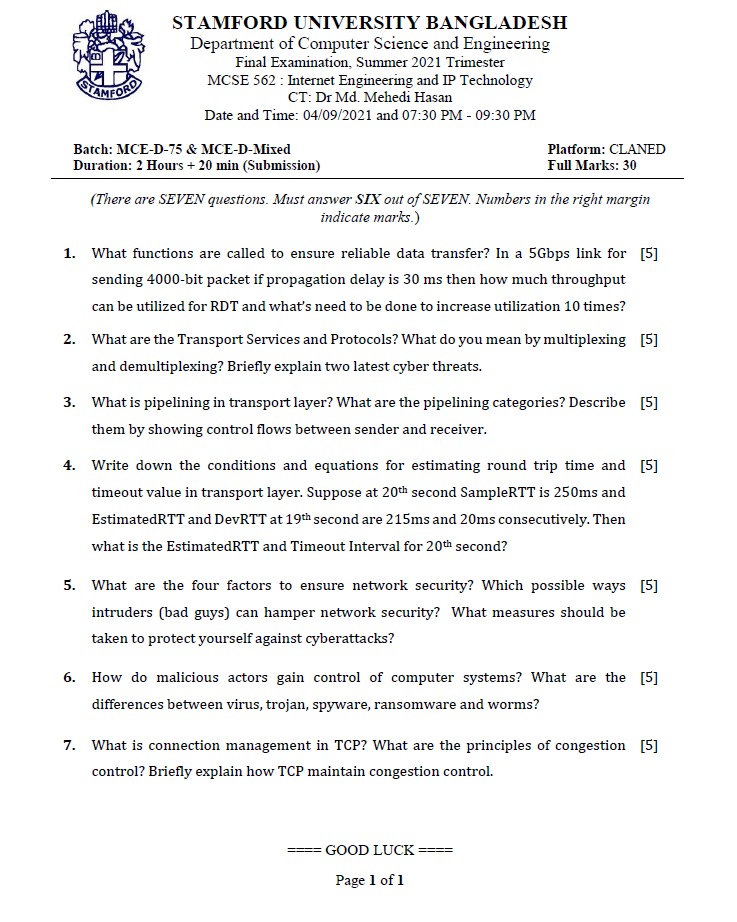 STAMFORD UNIVERSITY BANGLADESH
Department of Computer Science and Engineering
Final Examination, Summer 2021 Trimester
MCSE 562 : Internet Engineering and IP Technology
CT: Dr Md. Mehedi Hasan
Date and Time: 04/09/2021 and 07:30 PM - 09:30 PM
STAMFORD
Batch: MCE-D-75 & MCE-D-Mixed Platform: CLANED
Duration: 2 Hours + 20 min (Submission) Full Marks: 30
(There are SEVEN questions. Must answer SIX out of SEVEN. Numbers in the right margin
indicate marks.)
1. What functions are called to ensure reliable data transfer? In a 5Gbps link for [5]
sending 4000-bit packet if propagation delay is 30 ms then how much throughput
can be utilized for RDT and what's need to be done to increase utilization 10 times?
2. What are the Transport Services and Protocols? What do you mean by multiplexing [5]
and demultiplexing? Briefly explain two latest cyber threats.
3. What is pipelining in transport layer? What are the pipelining categories? Describe [5]
them by showing control flows between sender and receiver.
4. Write down the conditions and equations for estimating round trip time and [5]
timeout value in transport layer. Suppose at 20th second SampleRTT is 250ms and
EstimatedRTT and DevRTT at 19th second are 215ms and 20ms consecutively. Then
what is the EstimatedRTT and Timeout Interval for 20th second?
5. What are the four factors to ensure network security? Which possible ways [5]
intruders (bad guys) can hamper network security? What measures should be
taken to protect yourself against cyberattacks?
6. How do malicious actors gain control of computer systems? What are the [5]
differences between virus, trojan, spyware, ransomware and worms?
7. What is connection management in TCP? What are the principles of congestion [5]
control? Briefly explain how TCP maintain congestion control.
==== GOOD LUCK ====
Page 1 of 1